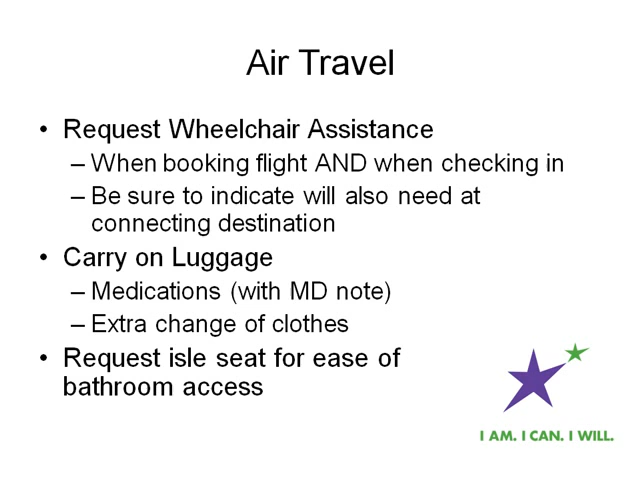 Air Travel
• Request Wheelchair Assistance
– When booking flight AND when checking in
– Be sure to indicate will also need at
connecting destination
• Carry on Luggage
– Medications (with MD note)
– Extra change of clothes
• Request isle seat for ease of
bathroom access
I AM. I CAN. I WILL.